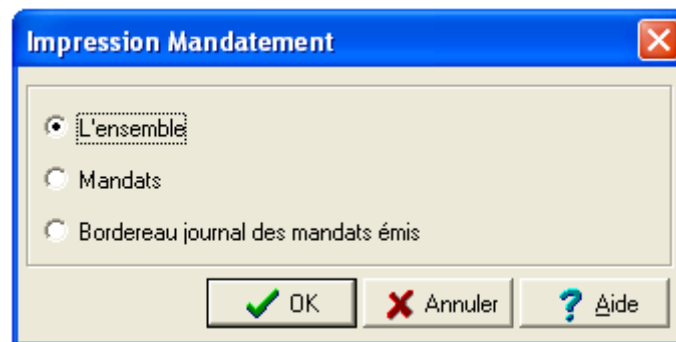 Impression Mandatement
L'ensemble
Mandats
Bordereau journal des mandats émis
OK Annuler Aide